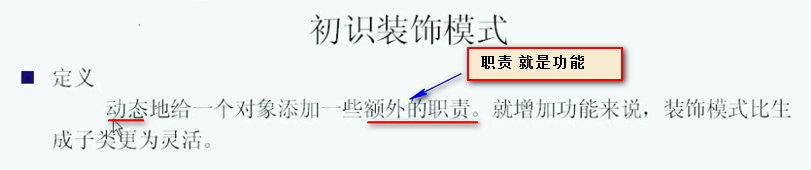 初识装饰模式
职责 就是功能
定义
动态地给一个对象添加一些额外的职责。就增加功能来说，装饰模式比生
成子类更为灵活。